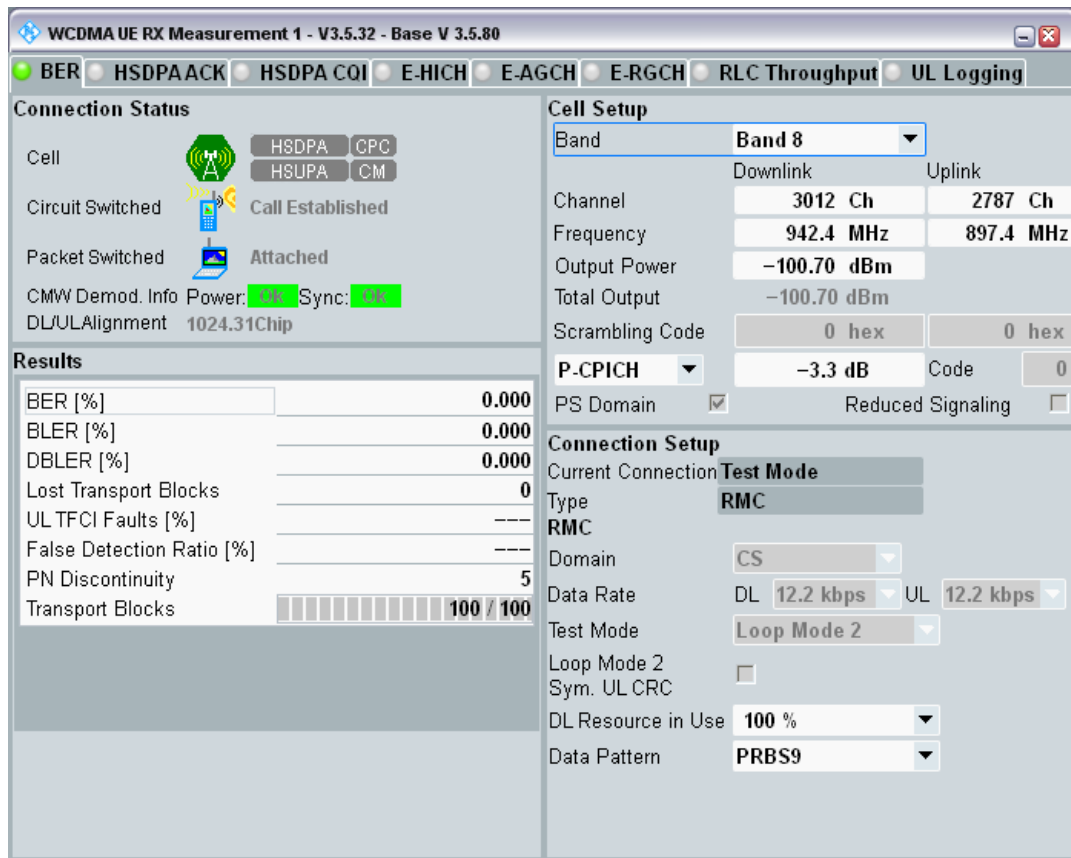 WCDMA UE RX Measurement 1 - V3.5.32 - Base V 3.5.80
BER HSDPA ACK HSDPA CQI E-HICH E-AGCH E-RGCH RLC Throughput UL Logging
Connection Status
Cell HSDPA CPC
HSUPA CM
Circuit Switched Call Established
Packet Switched Attached
CMW Demod. Info Power: Ok Sync: Ok
DL/ULAlignment 1024.31Chip
Results
BER [%] 0.000
BLER [%] 0.000
DBLER [%] 0.000
Lost Transport Blocks 0
UL TFCI Faults [%] ---
False Detection Ratio [%] ---
PN Discontinuity 5
Transport Blocks 100 / 100
Cell Setup
Band Band 8
Downlink Uplink
Channel 3012 Ch 2787 Ch
Frequency 942.4 MHz 897.4 MHz
Output Power −100.70 dBm
Total Output −100.70 dBm
Scrambling Code 0 hex 0 hex
P-CPICH −3.3 dB Code 0
PS Domain Reduced Signaling
Connection Setup
Current Connection Test Mode
Type RMC
RMC
Domain CS
Data Rate DL 12.2 kbps UL 12.2 kbps
Test Mode Loop Mode 2
Loop Mode 2
Sym. UL CRC
DL Resource in Use 100 %
Data Pattern PRBS9